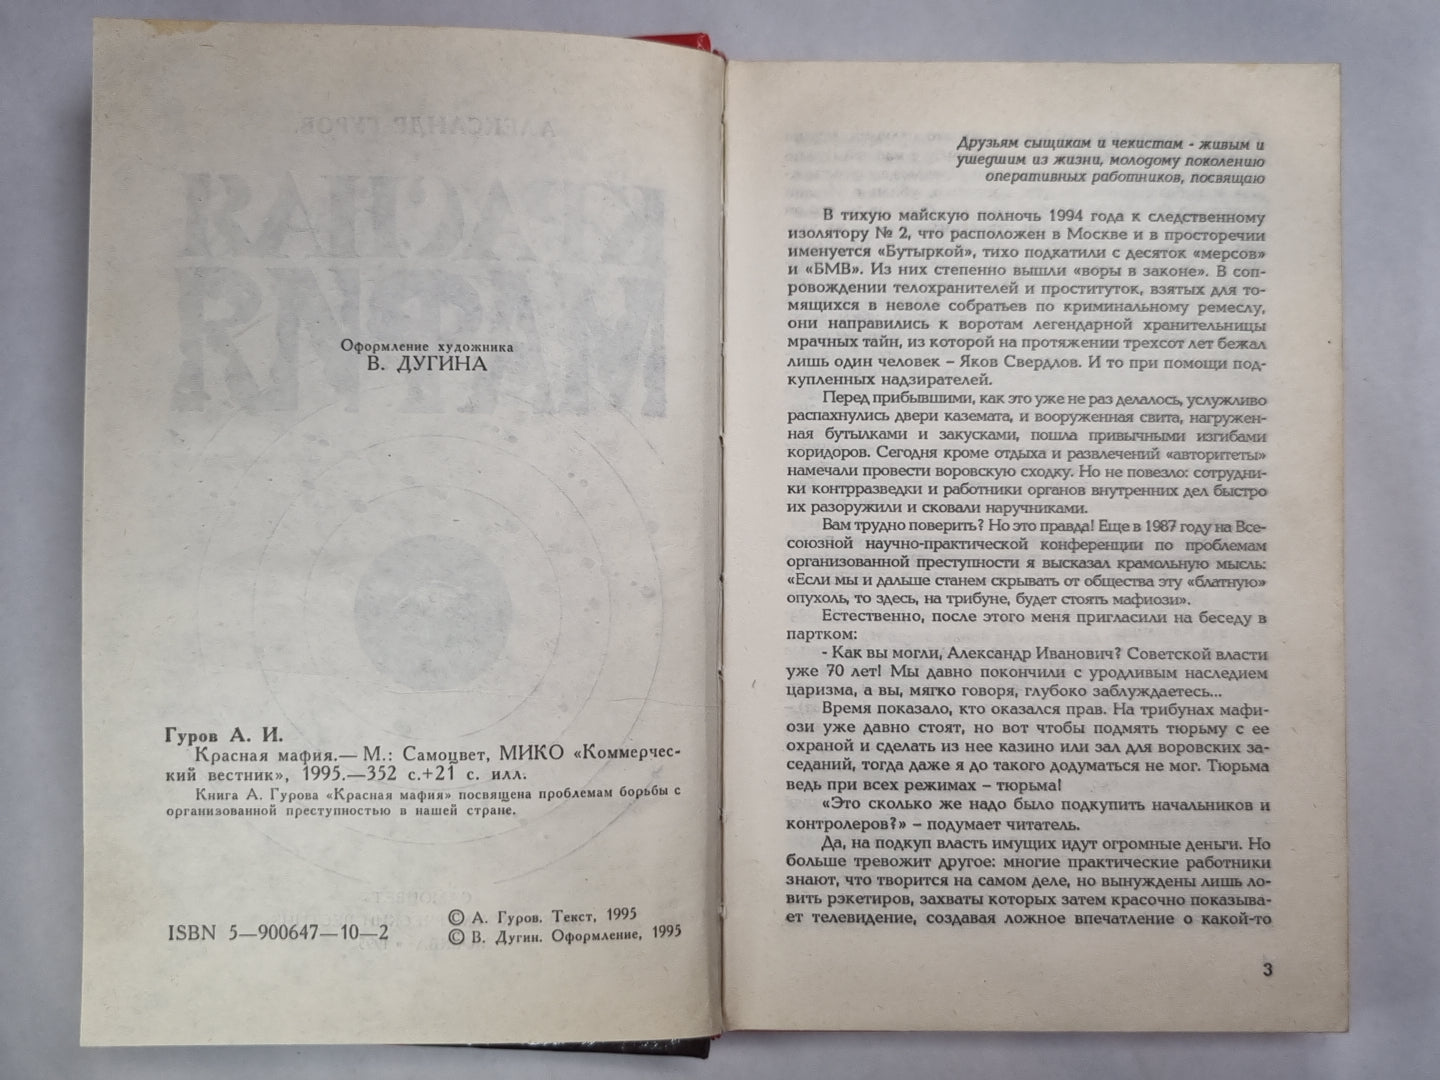 Оформление художника
В. ДУГИНА
Гуров А. И.
Красная мафия.— М.: Самоцвет, МИКО «Коммерчес-
кий вестник», 1995.—352 с.+21 с. илл.
Книга А. Гурова «Красная мафия» посвящена проблемам борьбы с
организованной преступностью в нашей стране.
ISBN 5—900647—10—2
© А. Гуров. Текст, 1995
© В. Дугин. Оформление, 1995
Друзьям сыщикам и чекистам - живым и
ушедшим из жизни, молодому поколению
оперативных работников, посвящаю
В тихую майскую полночь 1994 года к следственному
изолятору № 2, что расположен в Москве и в просторечии
именуется «Бутыркой», тихо подкатили с десяток «мерсов»
и «БМВ». Из них степенно вышли «воры в законе». В соп-
ровождении телохранителей и проституток, взятых для то-
мящихся в неволе собратьев по криминальному ремеслу,
они направились к воротам легендарной хранительницы
мрачных тайн, из которой на протяжении трехсот лет бежал
лишь один человек – Яков Свердлов. И то при помощи под-
купленных надзирателей.
Перед прибывшими, как это уже не раз делалось, услужливо
распахнулись двери каземата, и вооруженная свита, нагружен-
ная бутылками и закусками, пошла привычными изгибами
коридоров. Сегодня кроме отдыха и развлечений «авторитеты»
намечали провести воровскую сходку. Но не повезло: сотрудни-
ки контрразведки и работники органов внутренних дел быстро
их разоружили и сковали наручниками.
Вам трудно поверить? Но это правда! Еще в 1987 году на Все-
союзной научно-практической конференции по проблемам
организованной преступности я высказал крамольную мысль:
«Если мы и дальше станем скрывать от общества эту «блатную»
опухоль, то здесь, на трибуне, будет стоять мафиози».
Естественно, после этого меня пригласили на беседу в
партком:
- Как вы могли, Александр Иванович? Советской власти
уже 70 лет! Мы давно покончили с уродливым наследием
царизма, а вы, мягко говоря, глубоко заблуждаетесь...
Время показало, кто оказался прав. На трибунах мафи-
ози уже давно стоят, но вот чтобы подмять тюрьму с ее
охраной и сделать из нее казино или зал для воровских за-
седаний, тогда даже я до такого додуматься не мог. Тюрьма
ведь при всех режимах – тюрьма!
«Это сколько же надо было подкупить начальников и
контролеров?» – подумает читатель.
Да, на подкуп власть имущих идут огромные деньги. Но
больше тревожит другое: многие практические работники
знают, что творится на самом деле, но вынуждены лишь ло-
вить рэкетиров, захваты которых затем красочно показыва-
ет телевидение, создавая ложное впечатление о какой-то
3